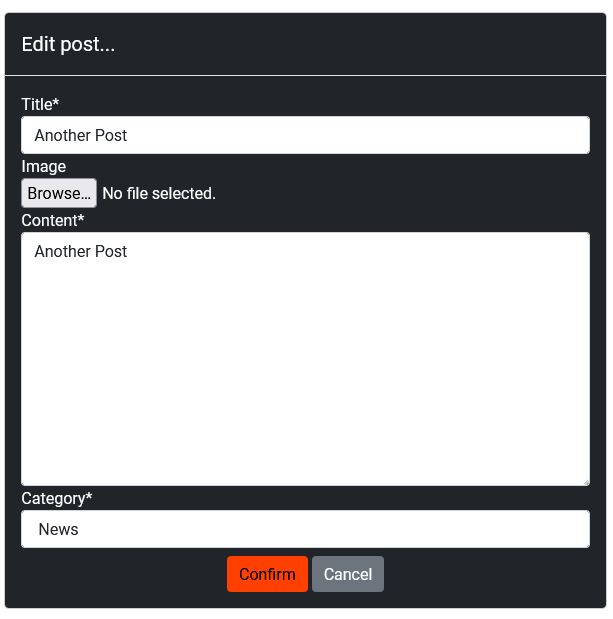 Edit post...
Title*
Another Post
Image
Browse... No file selected.
Content*
Another Post
Category*
News
Confirm Cancel